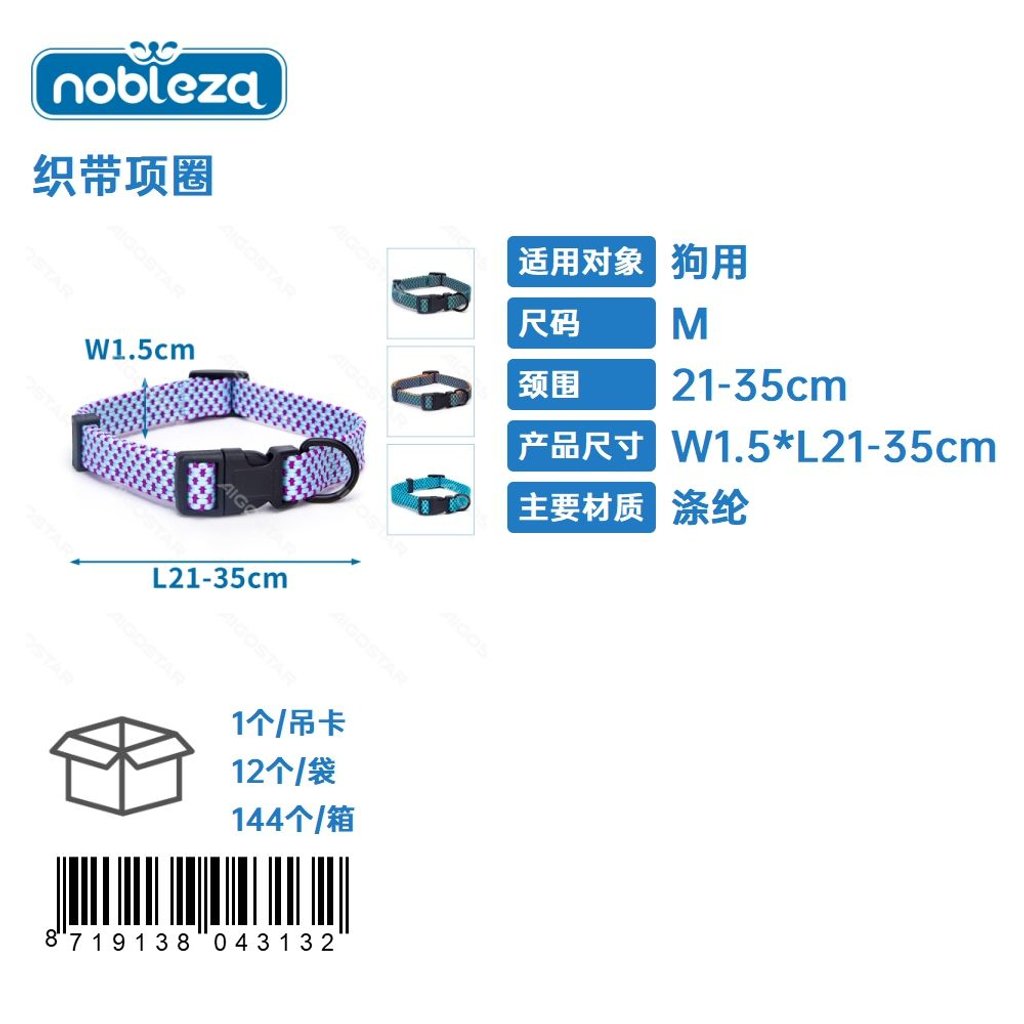 nobleza
织带项圈
W1.5cm
L21-35cm
适用对象 狗用
尺码 M
颈围 21-35cm
产品尺寸 W1.5*L21-35cm
主要材质 涤纶
AIGOSTAR
1个/吊卡
12个/袋
144个/箱
8 719138 043132